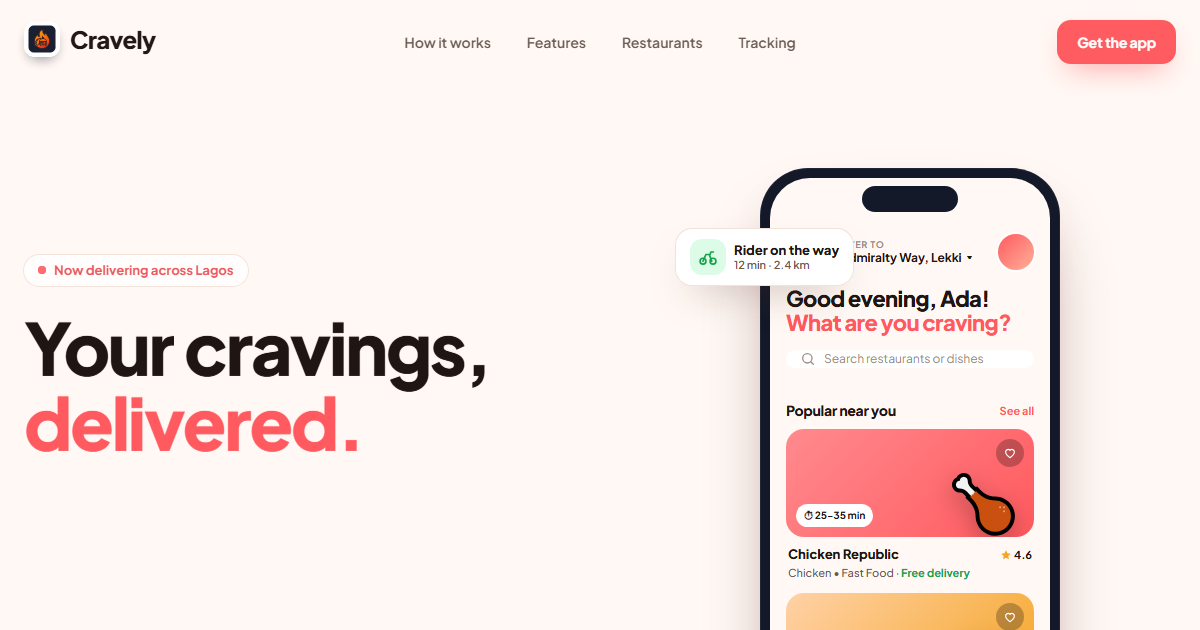 Cravely
How it works
Features
Restaurants
Tracking
Get the app
Now delivering across Lagos
Your cravings,
delivered.
Rider on the way
12 min · 2.4 km
TO
Way, Lekki
Good evening, Ada!
What are you craving?
Search restaurants or dishes
Popular near you
See all
25–35 min
Chicken Republic
4.6
Chicken • Fast Food · Free delivery